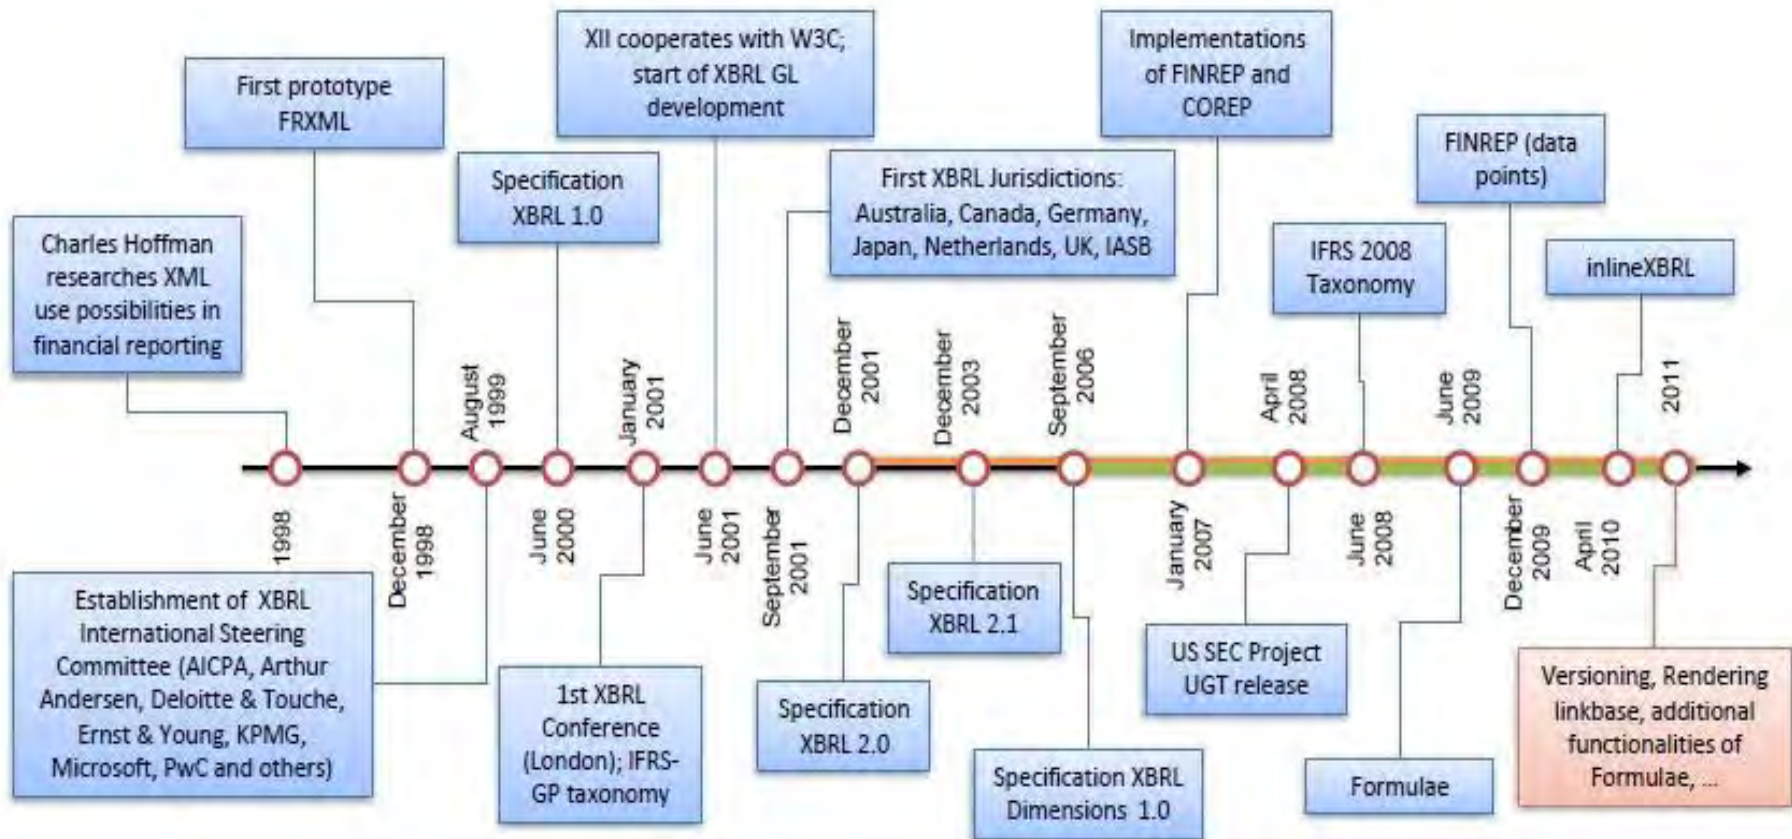 XII cooperates with W3C;
start of XBRL GL
development
Implementations
of FINREP and
COREP
First prototype
FRXML
FINREP (data
points)
Specification
XBRL 1.0
First XBRL Jurisdictions:
Australia, Canada, Germany,
Japan, Netherlands, UK, IASB
Charles Hoffman
researches XML
use possibilities in
financial reporting
IFRS 2008
Taxonomy
inlineXBRL
August
1999
January
2001
December
2001
December
2003
September
2006
April
2008
June
2009
2011
1998
December
1998
June
2000
June
2001
September
2001
January
2007
June
2008
December
2009
April
2010
Establishment of XBRL
International Steering
Committee (AICPA, Arthur
Andersen, Deloitte & Touche,
Ernst & Young, KPMG,
Microsoft, PwC and others)
1st XBRL
Conference
(London); IFRS-
GP taxonomy
Specification
XBRL 2.0
Specification
XBRL 2.1
Specification XBRL
Dimensions 1.0
US SEC Project
UGT release
Formulae
Versioning, Rendering
linkbase, additional
functionalities of
Formulae, ...